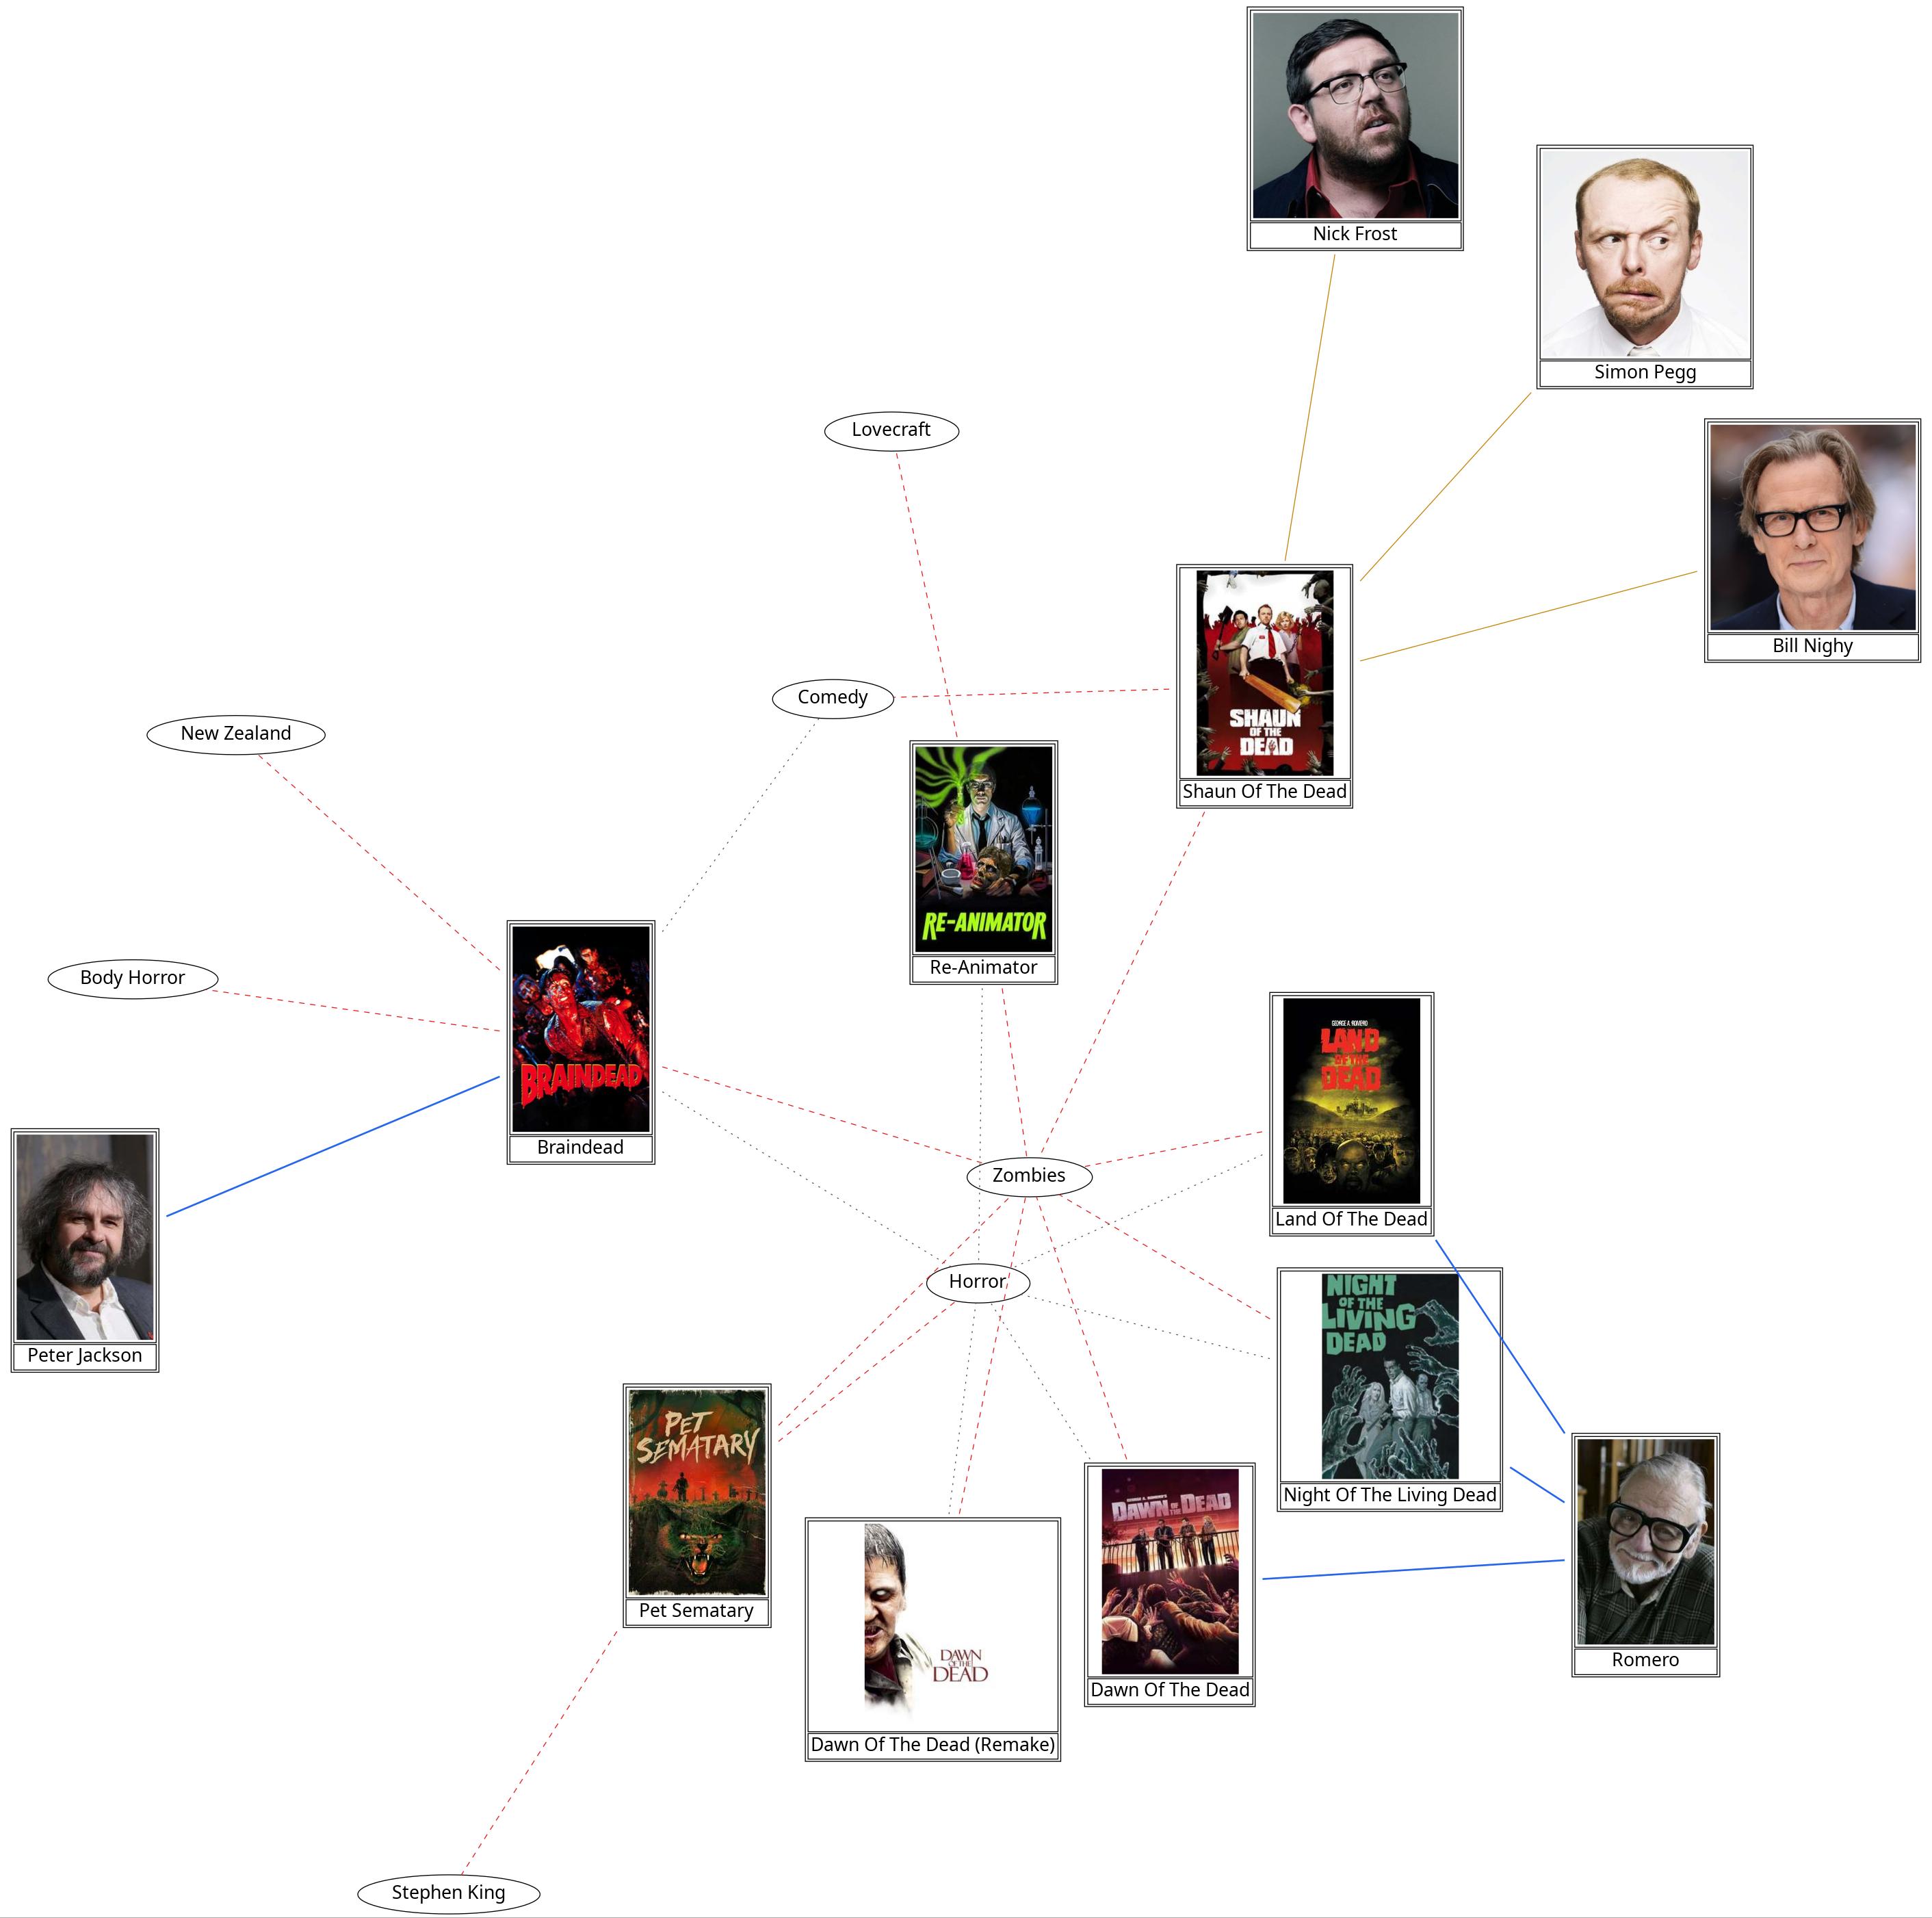 Nick Frost
Simon Pegg
Lovecraft
Bill Nighy
Comedy
New Zealand
SHAUN
OF THE
DEAD
Shaun Of The Dead
RE-ANIMATOR
Re-Animator
Body Horror
BRAINDEAD
Braindead
GEORGE A. ROMERO
LAND
OF THE
DEAD
Land Of The Dead
Zombies
Horror
Peter Jackson
NIGHT
OF THE
LIVING
DEAD
Night Of The Living Dead
PET
SEMATARY
Pet Sematary
GEORGE A. ROMERO'S
DAWN OF THE DEAD
Dawn Of The Dead
DAWN
OF THE
DEAD
Dawn Of The Dead (Remake)
Romero
Stephen King